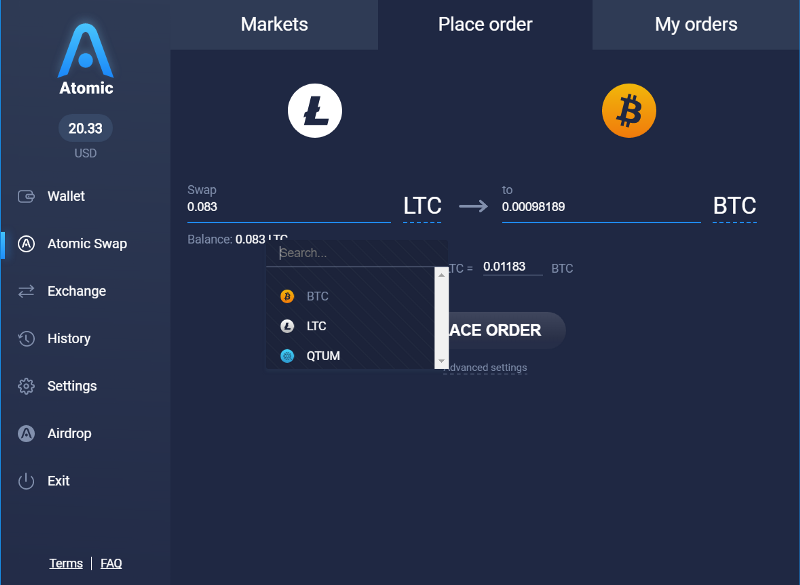 Atomic
20.33
USD
Wallet
Atomic Swap
Exchange
History
Settings
Airdrop
Exit
Terms | FAQ
Markets
Place order
My orders
Swap
0.083
LTC
to
0.00098189
BTC
Balance: 0.083 LTC
Search...
BTC
LTC
QTUM
TC = 0.01183 BTC
ACE ORDER
Advanced settings